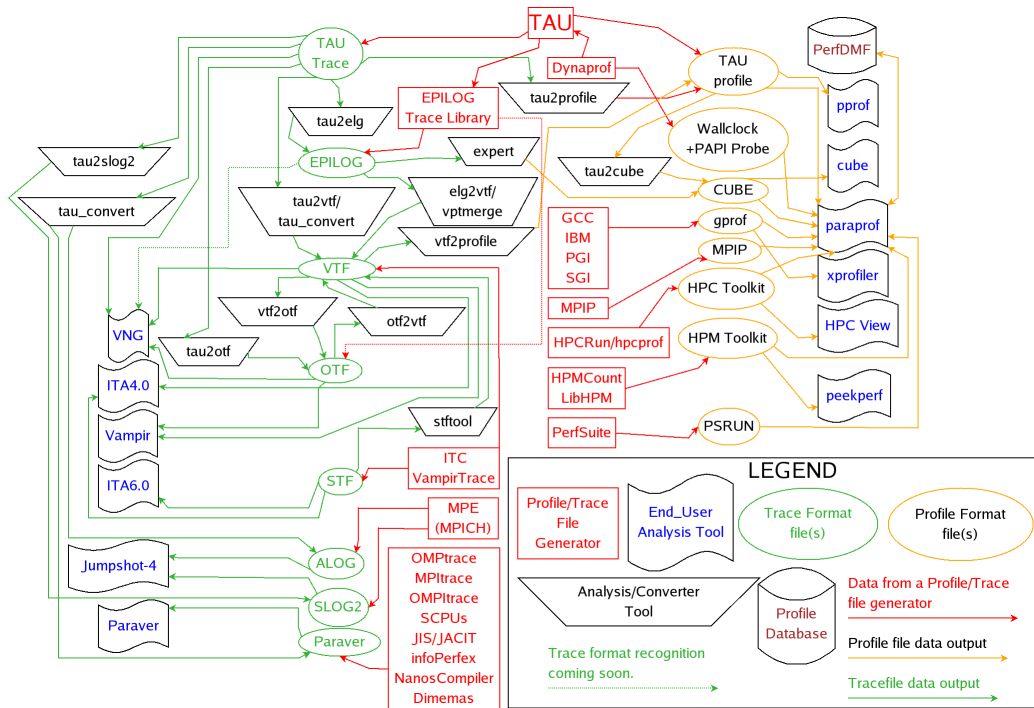 TAU
TAU
Trace
PerfDMF
TAU
profile
Dynaprof
EPILOG
Trace Library
tau2profile
pprof
tau2elg
Wallclock
+PAPI Probe
tau2slog2
EPILOG
expert
tau2cube
cube
tau_convert
tau2vtf/
tau_convert
elg2vtf/
vptmerge
CUBE
GCC
IBM
PGI
SGI
gprof
paraprof
vtf2profile
MPIP
VTF
xprofiler
vtf2otf
otf2vtf
MPIP
HPC Toolkit
VNG
tau2otf
HPCRun/hpcprof
HPM Toolkit
HPC View
OTF
ITA4.0
HPMCount
LibHPM
peekperf
Vampir
stftool
PerfSuite
PSRUN
ITA6.0
STF
ITC
VampirTrace
MPE
(MPICH)
Jumpshot-4
ALOG
SLOG2
Paraver
Paraver
OMPtrace
MPItrace
OMPItrace
SCPUs
JIS/JACIT
infoPerfex
NanosCompiler
Dimemas
LEGEND
Profile/Trace
File
Generator
End_User
Analysis Tool
Trace Format
file(s)
Profile Format
file(s)
Analysis/Converter
Tool
Profile
Database
Data from a Profile/Trace
file generator
Profile file data output
Trace format recognition
coming soon.
Tracefile data output